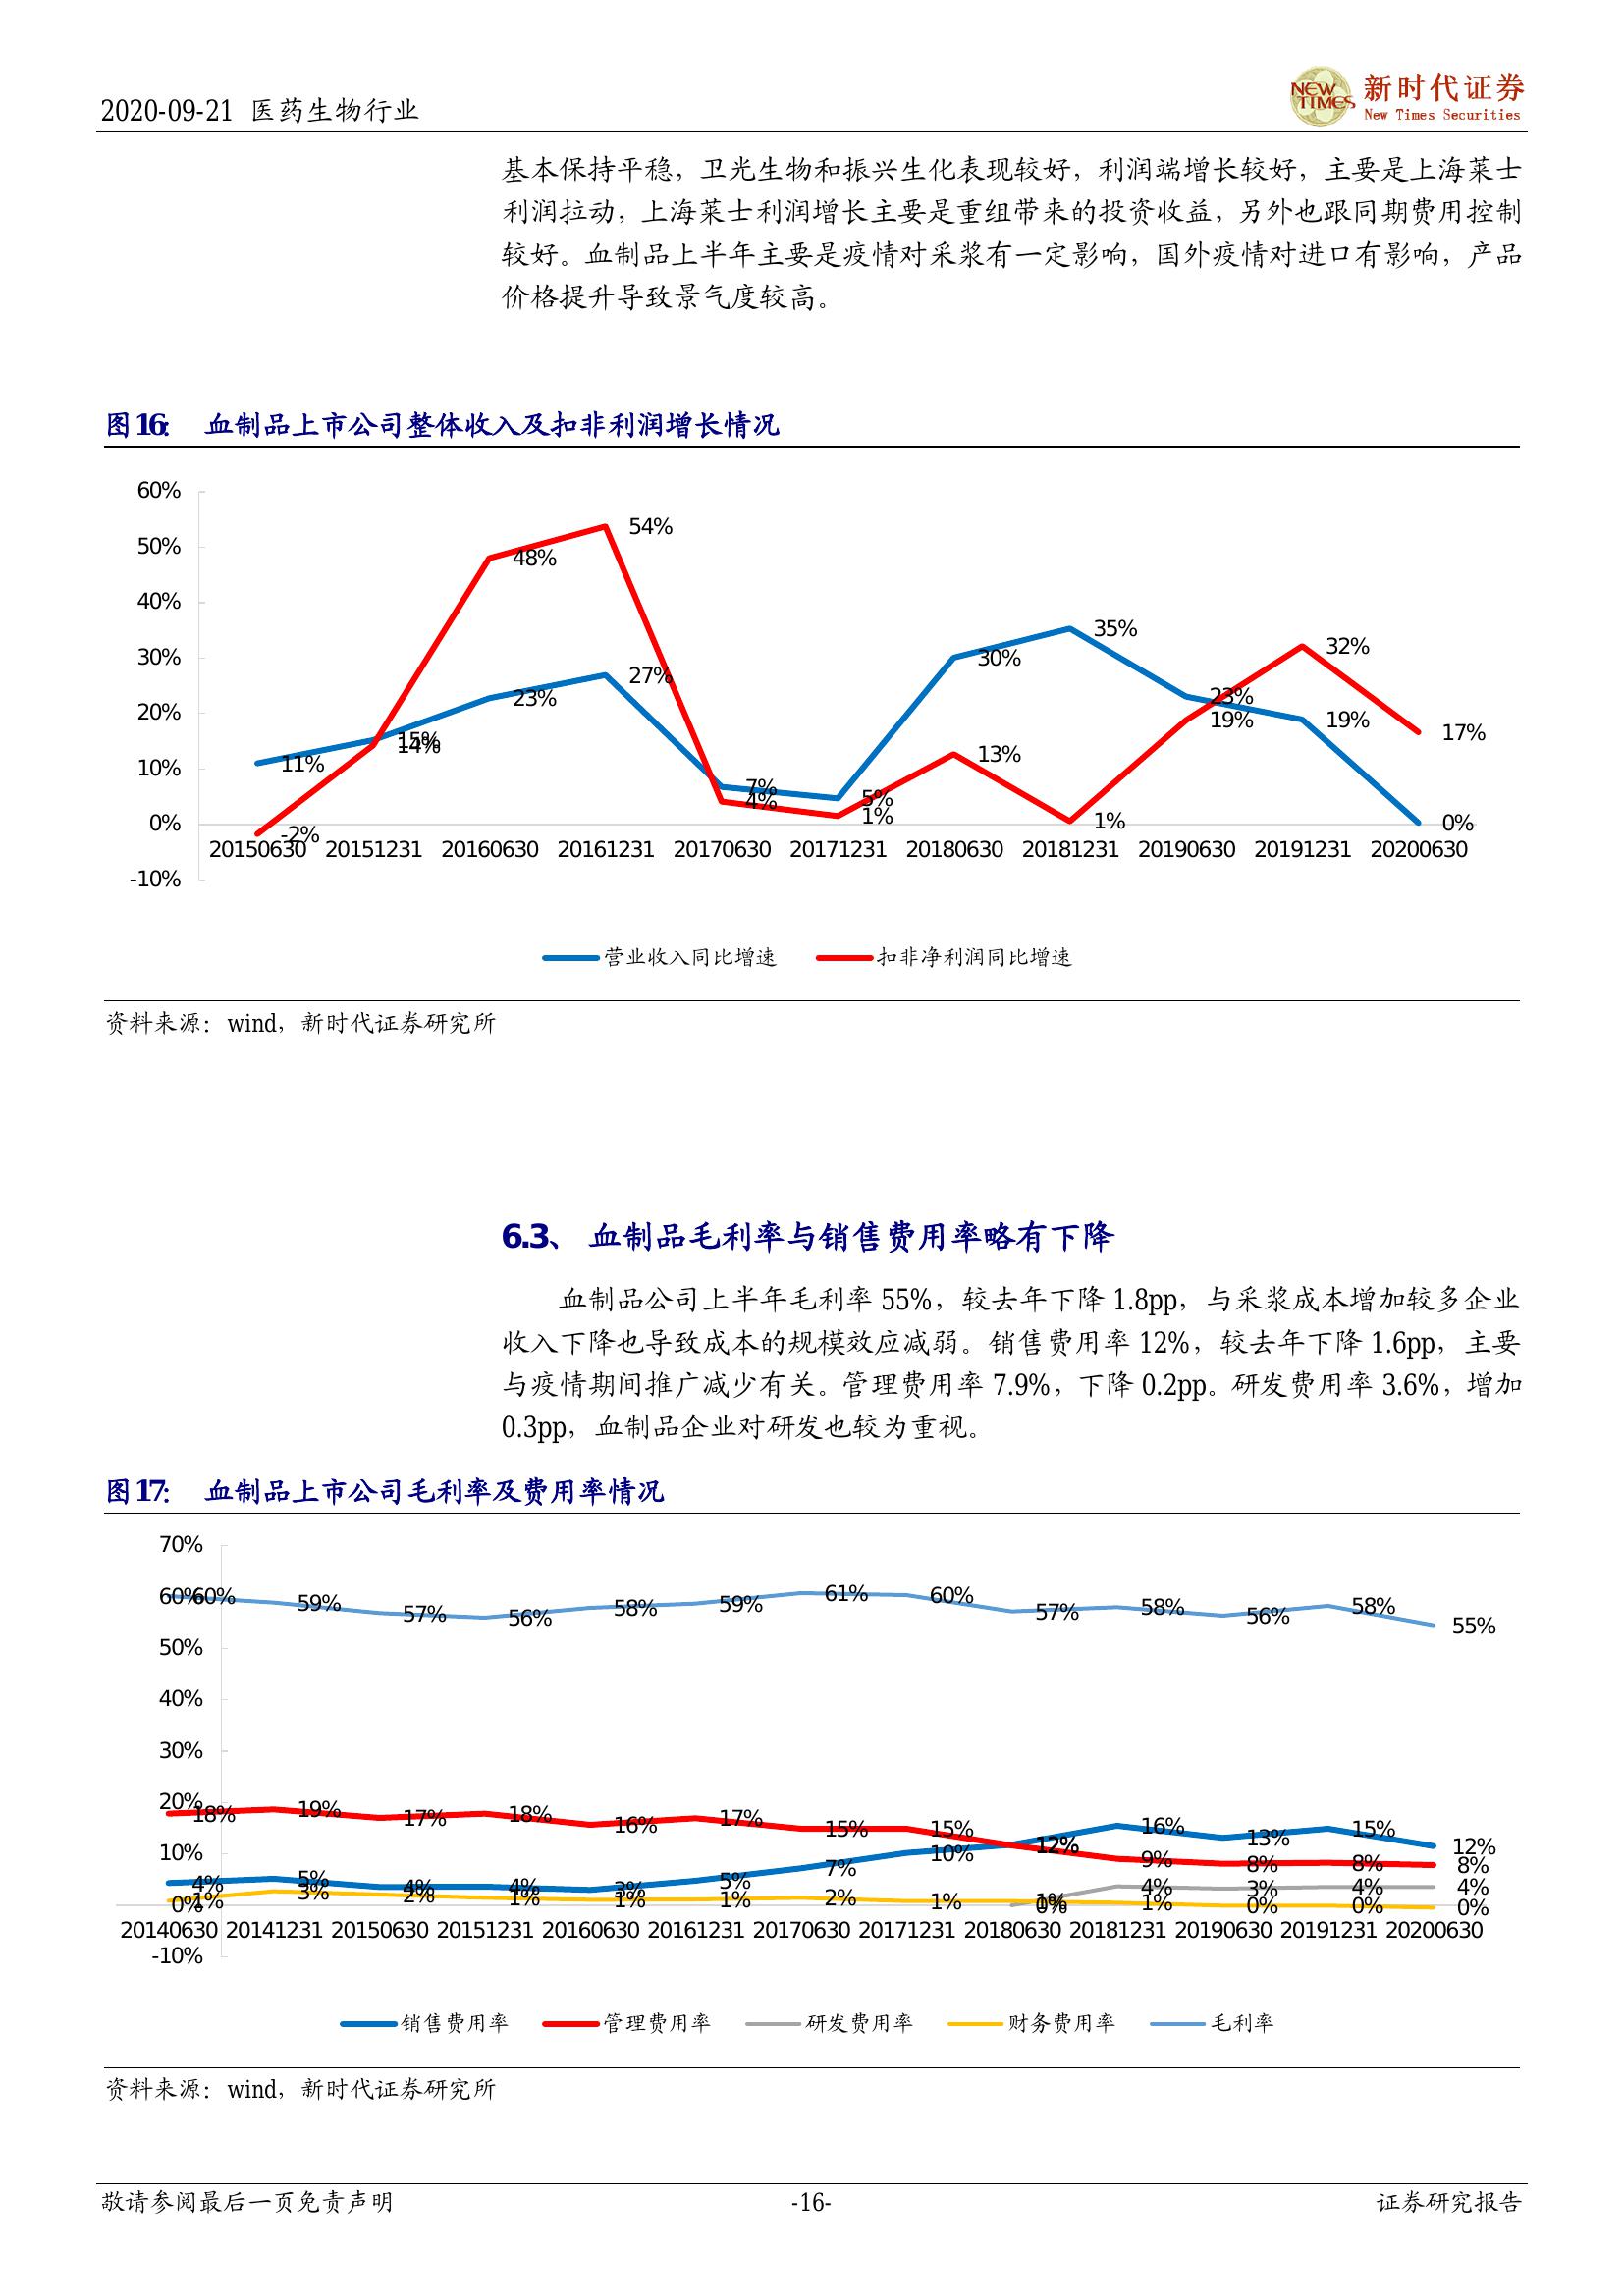 2020-09-21 医药生物行业
NEW TIMES
新时代证券
New Times Securities
基本保持平稳，卫光生物和振兴生化表现较好，利润端增长较好，主要是上海莱士
利润拉动，上海莱士利润增长主要是重组带来的投资收益，另外也跟同期费用控制
较好。血制品上半年主要是疫情对采浆有一定影响，国外疫情对进口有影响，产品
价格提升导致景气度较高。
图16： 血制品上市公司整体收入及扣非利润增长情况
60%
50%
40%
30%
20%
10%
0%
-10%
54%
48%
35%
32%
30%
27%
23%
23%
19%
19%
17%
15%
14%
13%
11%
7%
4%
5%
1%
1%
0%
-2%
20150630 20151231 20160630 20161231 20170630 20171231 20180630 20181231 20190630 20191231 20200630
营业收入同比增速 扣非净利润同比增速
资料来源：wind，新时代证券研究所
6.3、 血制品毛利率与销售费用率略有下降
血制品公司上半年毛利率 55%，较去年下降 1.8pp，与采浆成本增加较多企业
收入下降也导致成本的规模效应减弱。销售费用率 12%，较去年下降 1.6pp，主要
与疫情期间推广减少有关。管理费用率 7.9%，下降 0.2pp。研发费用率 3.6%，增加
0.3pp，血制品企业对研发也较为重视。
图17： 血制品上市公司毛利率及费用率情况
70%
60%
50%
40%
30%
20%
10%
0%
-10%
60% 59% 57% 56% 58% 59% 61% 60% 57% 58% 56% 58% 55%
18% 19% 17% 18% 16% 17% 15% 15% 12% 9% 8% 8% 8%
4% 5% 4% 4% 3% 5% 7% 10% 12% 16% 13% 15% 12%
0% 4% 3% 4% 4%
1% 3% 2% 1% 1% 1% 2% 1% 1% 1% 0% 0% 0%
20140630 20141231 20150630 20151231 20160630 20161231 20170630 20171231 20180630 20181231 20190630 20191231 20200630
销售费用率 管理费用率 研发费用率 财务费用率 毛利率
资料来源：wind，新时代证券研究所
敬请参阅最后一页免责声明 -16- 证券研究报告